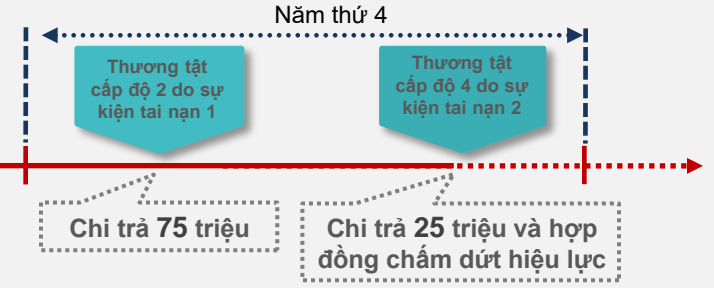 Năm thứ 4
Thương tật
cấp độ 2 do sự
kiện tai nạn 1
Thương tật
cấp độ 4 do sự
kiện tai nạn 2
Chi trả 75 triệu
Chi trả 25 triệu và hợp
đồng chấm dứt hiệu lực